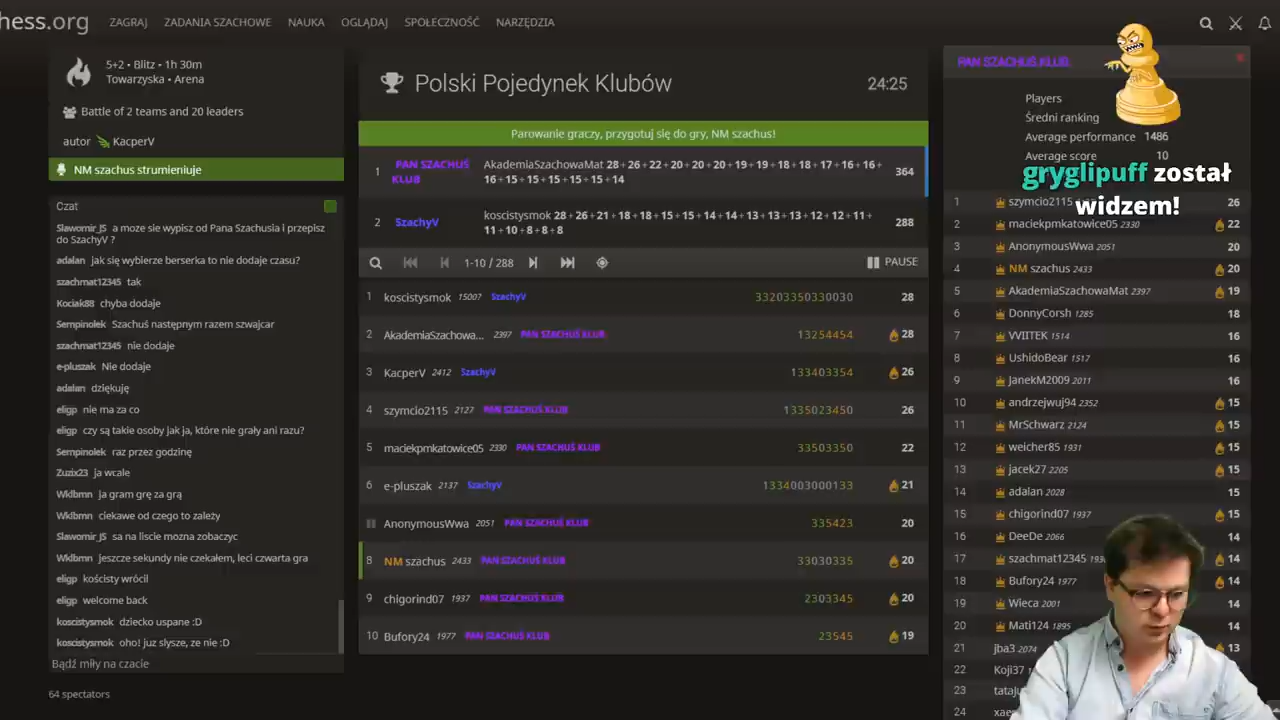 hess.org ZAGRAJ ZADANIA SZACHOWE NAUKA OGLĄDAJ SPOŁECZNOŚĆ NARZĘDZIA
5+2 • Blitz • 1h 30m
Towarzyska • Arena
Battle of 2 teams and 20 leaders
autor KacperV
NM szachus strumieniuje
Czat
Slawomir_JS a moze sie wypisz od Pana Szachusia i przepisz
do SzachyV ?
adalan jak się wybierze berserka to nie dodaje czasu?
szachmat12345 tak
Kociak88 chyba dodaje
Sempinolek Szachuś następnym razem szwajcar
szachmat12345 nie dodaje
e-pluszak Nie dodaje
adalan dziękuję
eligp nie ma za co
eligp czy są takie osoby jak ja, które nie grały ani razu?
Sempinolek raz przez godzinę
Zuzix23 ja wcale
Wklbmn Ja gram grę za grą
Wklbmn ciekawe od czego to zależy
Slawomir_JS sa na liscie mozna zobaczyc
Wklbmn jeszcze sekundy nie czekałem, leci czwarta gra
eligp kościsty wrócił
eligp welcome back
koscistysmok dziecko uspane :D
koscistysmok oho! juz slysze, ze nie :D
Bądź miły na czacie
64 spectators
Polski Pojedynek Klubów 24:25
Parowanie graczy, przygotuj się do gry, NM szachus!
1 PAN SZACHUŚ KLUB AkademiaSzachowaMat 28+26+22+20+20+20+19+19+18+18+17+16+16+ 364
16+15+15+15+15+15+14
2 SzachyV koscistysmok 28+26+21+18+18+15+15+14+14+13+13+13+12+12+11+ 288
11+10+8+8+8
1-10 / 288 PAUSE
1 koscistysmok 1500? SzachyV 33203350330030 28
2 AkademiaSzachowa... 2397 PAN SZACHUŚ KLUB 13254454 28
3 KacperV 2412 SzachyV 133403354 26
4 szymcio2115 2127 PAN SZACHUŚ KLUB 1335023450 26
5 maciekpmkatowice05 2330 PAN SZACHUŚ KLUB 33503350 22
6 e-pluszak 2137 SzachyV 1334003000133 21
AnonymousWwa 2051 PAN SZACHUŚ KLUB 335423 20
8 NM szachus 2433 PAN SZACHUŚ KLUB 33030335 20
9 chigorind07 1937 PAN SZACHUŚ KLUB 2303345 20
10 Bufory24 1977 PAN SZACHUŚ KLUB 23545 19
PAN SZACHUŚ KLUB
Players
Średni ranking
Average performance 1486
Average score 10
gryglipuff został
widzem!
1 szymcio2115 26
2 maciekpmkatowice05 2330 22
3 AnonymousWwa 2051 20
4 NM szachus 2433 20
5 AkademiaSzachowaMat 2397 19
6 DonnyCorsh 1285 18
7 VVIITEK 1514 16
8 UshidoBear 1517 16
9 JanekM2009 2011 16
10 andrzejwuj94 2352 15
11 MrSchwarz 2124 15
12 weicher85 1931 15
13 jacek27 2205 15
14 adalan 2028 15
15 chigorind07 1937 15
16 DeeDe 2066 14
17 szachmat12345 14
18 Bufory24 1977 14
19 Wieca 2001 14
20 Mati124 1895 14
21 jba3 2074 13
22 Koji37
23
24